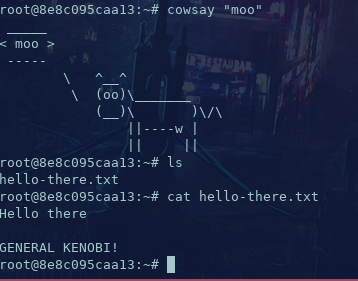 root@8e8c095caa13:~# cowsay "moo"
 _____
< moo >
 -----
        \   ^__^
         \  (oo)\_______
            (__)\       )\/\
                ||----w |
                ||     ||
root@8e8c095caa13:~# ls
hello-there.txt
root@8e8c095caa13:~# cat hello-there.txt
Hello there

GENERAL KENOBI!
root@8e8c095caa13:~#